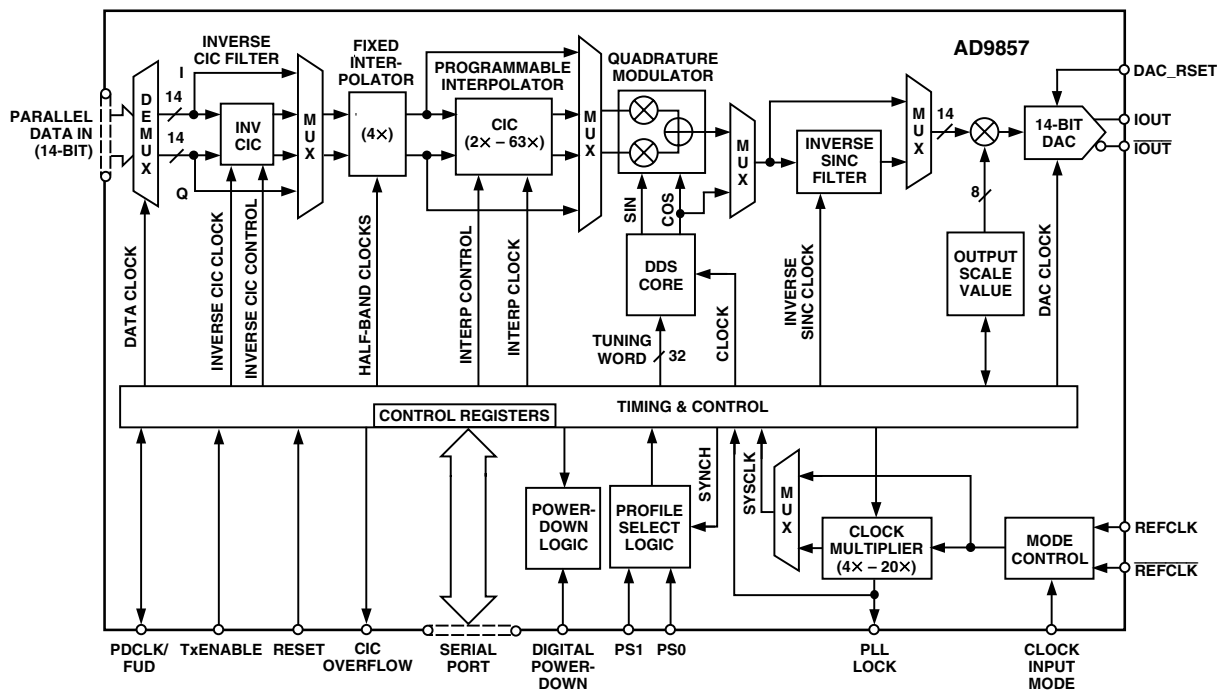 AD9857
INVERSE
CIC FILTER
FIXED
INTER-
POLATOR
PROGRAMMABLE
INTERPOLATOR
QUADRATURE
MODULATOR
PARALLEL
DATA IN
(14-BIT)
DEMUX
I
14
14
Q
INV
CIC
MUX
(4×)
CIC
(2× – 63×)
MUX
MUX
INVERSE
SINC
FILTER
MUX
14
14-BIT
DAC
DAC_RSET
IOUT
IOUT
8
OUTPUT
SCALE
VALUE
SIN
COS
DDS
CORE
TUNING
WORD
32
DATA CLOCK
INVERSE CIC CLOCK
INVERSE CIC CONTROL
HALF-BAND CLOCKS
INTERP CONTROL
INTERP CLOCK
CLOCK
INVERSE
SINC CLOCK
DAC CLOCK
CONTROL REGISTERS
TIMING & CONTROL
POWER-
DOWN
LOGIC
PROFILE
SELECT
LOGIC
SYNCH
SYSCLK
MUX
CLOCK
MULTIPLIER
(4× – 20×)
MODE
CONTROL
REFCLK
REFCLK
PDCLK/
FUD
TxENABLE
RESET
CIC
OVERFLOW
SERIAL
PORT
DIGITAL
POWER-
DOWN
PS1
PS0
PLL
LOCK
CLOCK
INPUT
MODE